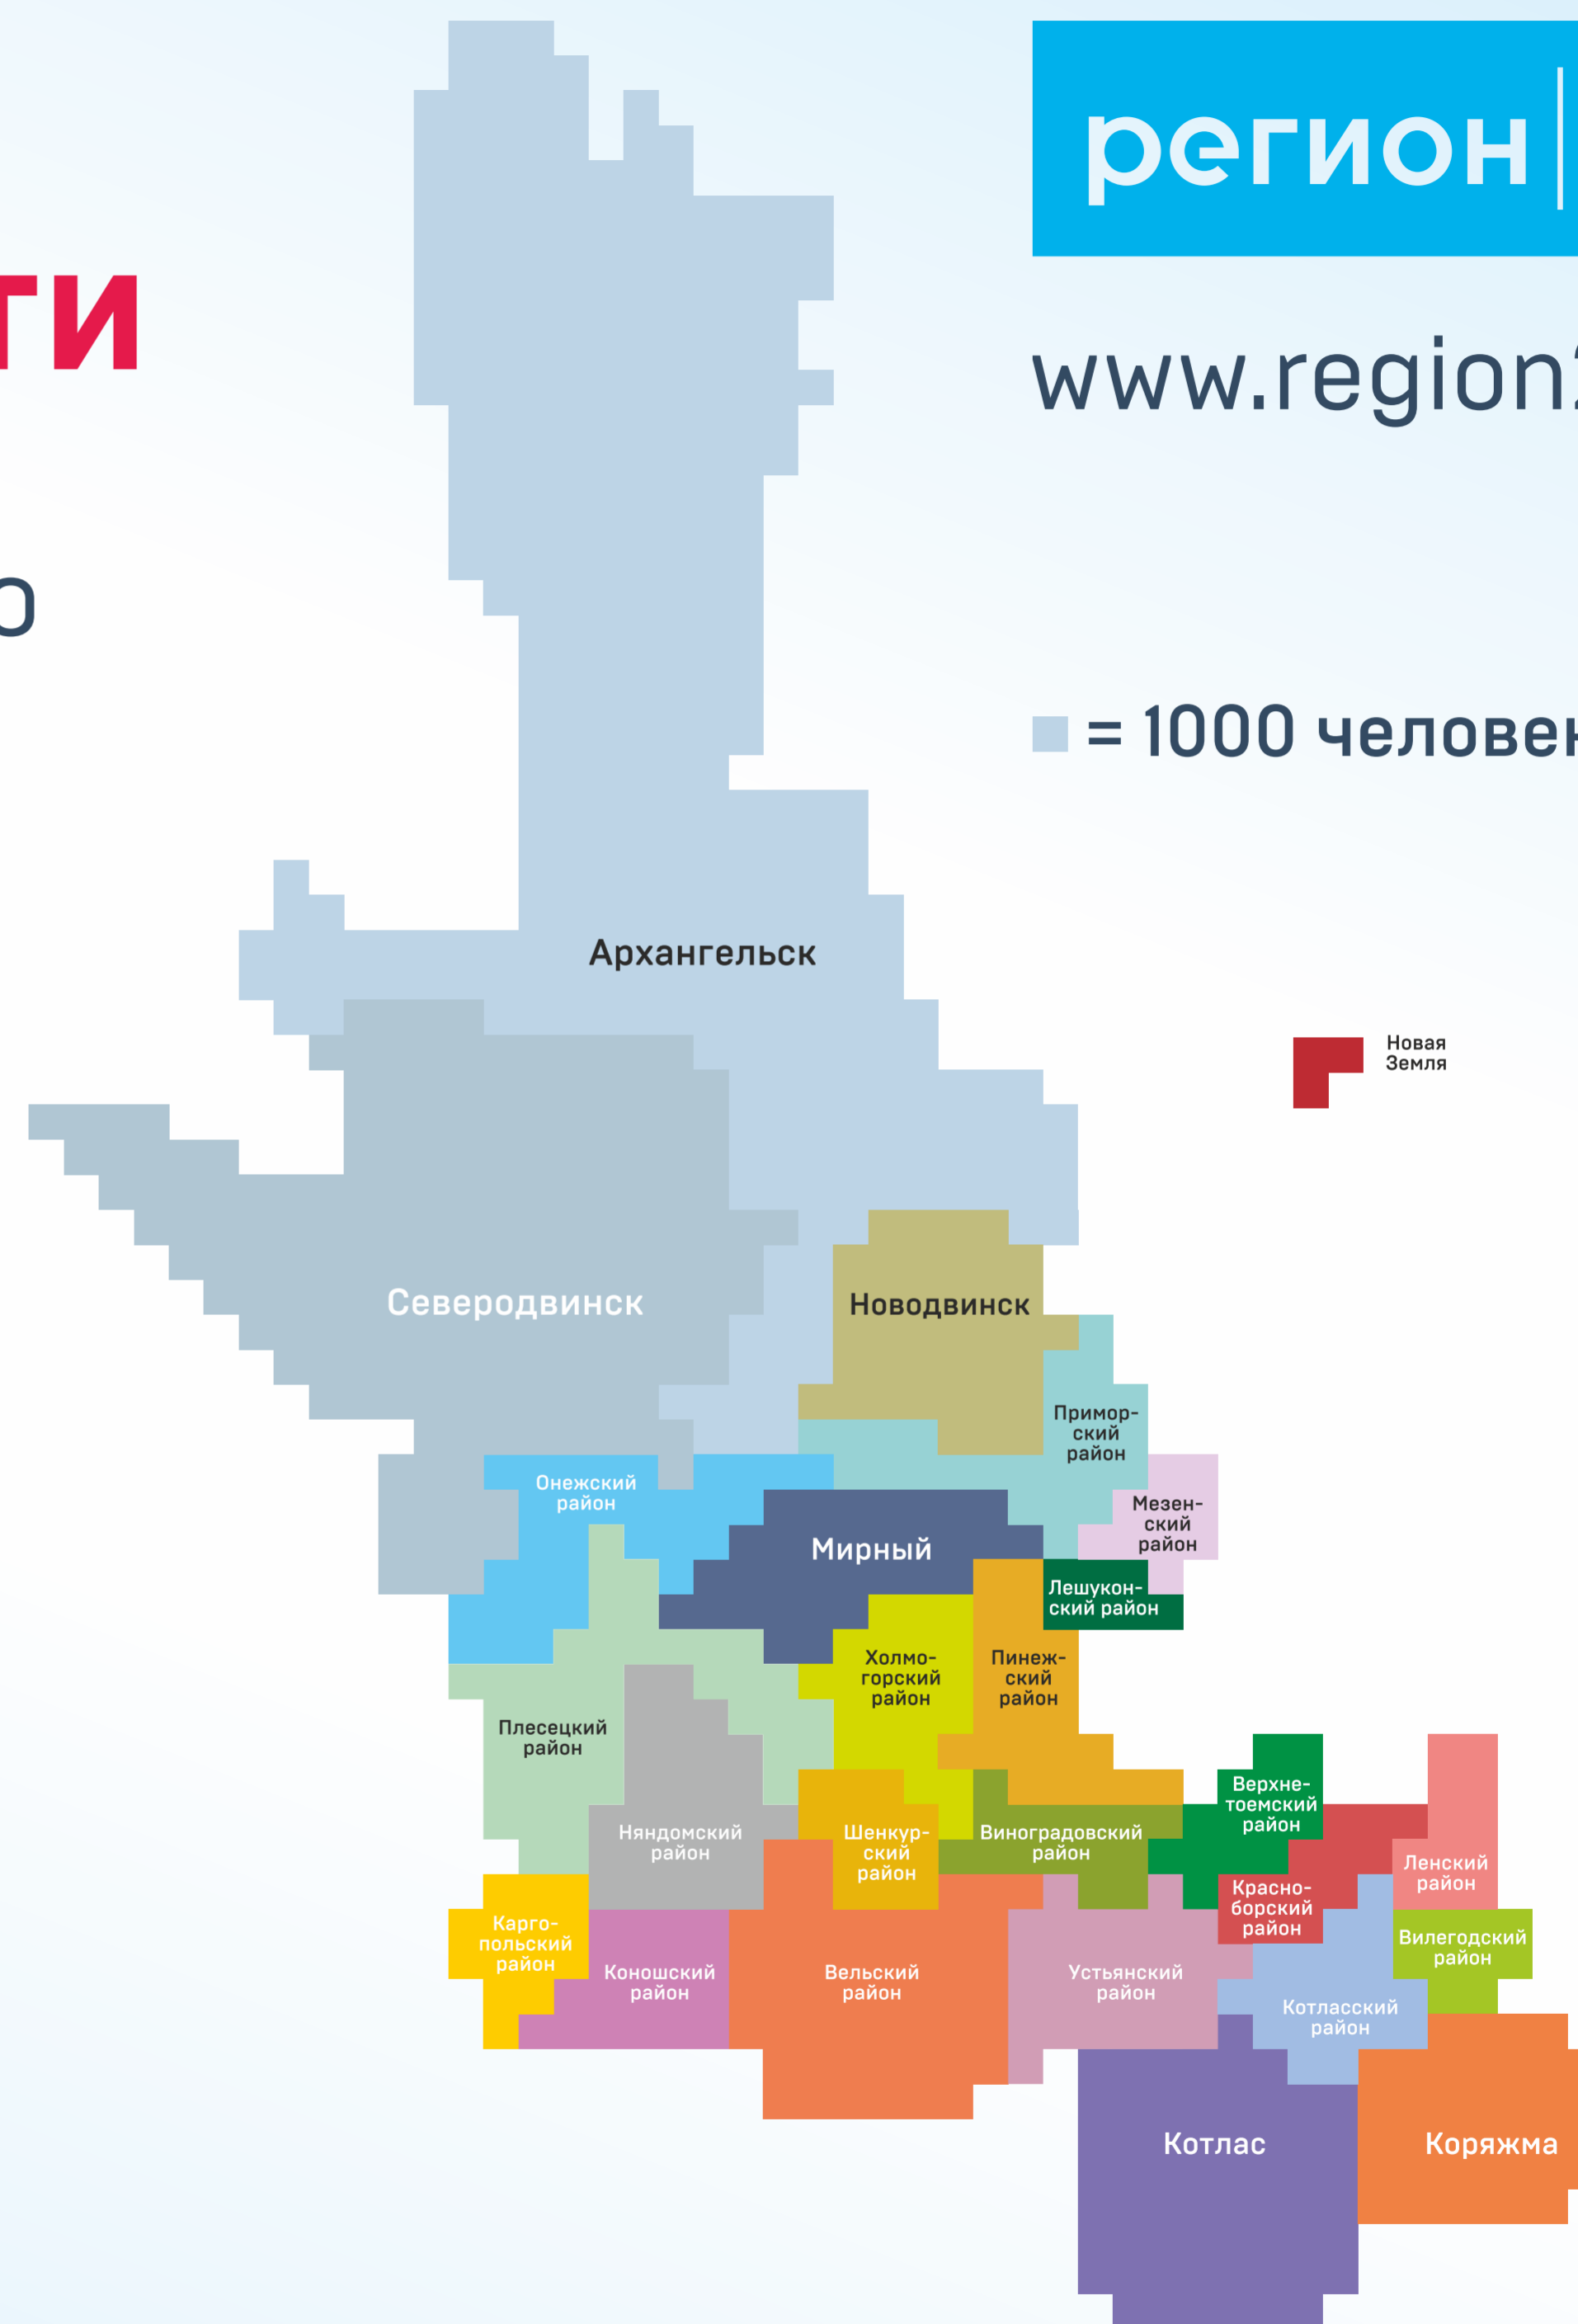 регион
ти
www.region
о
= 1000 человек
Архангельск
Новая
Земля
Северодвинск
Новодвинск
Примор-
ский
район
Онежский
район
Мезен-
ский
район
Мирный
Лешукон-
ский район
Холмо-
горский
район
Пинеж-
ский
район
Плесецкий
район
Верхне-
тоемский
район
Няндомский
район
Шенкур-
ский
район
Виноградовский
район
Ленский
район
Красно-
борский
район
Карго-
польский
район
Вилегодский
район
Коношский
район
Вельский
район
Устьянский
район
Котласский
район
Котлас
Коряжма